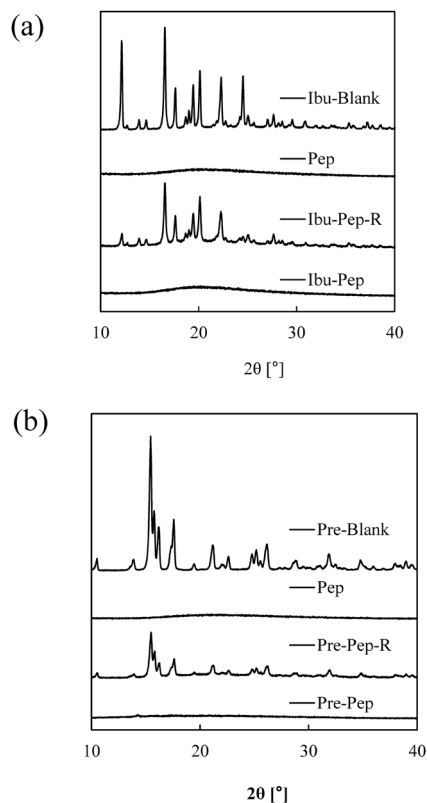 (a)
Ibu-Blank
Pep
Ibu-Pep-R
Ibu-Pep
10 20 30 40
2θ [°]
(b)
Pre-Blank
Pep
Pre-Pep-R
Pre-Pep
10 20 30 40
2θ [°]